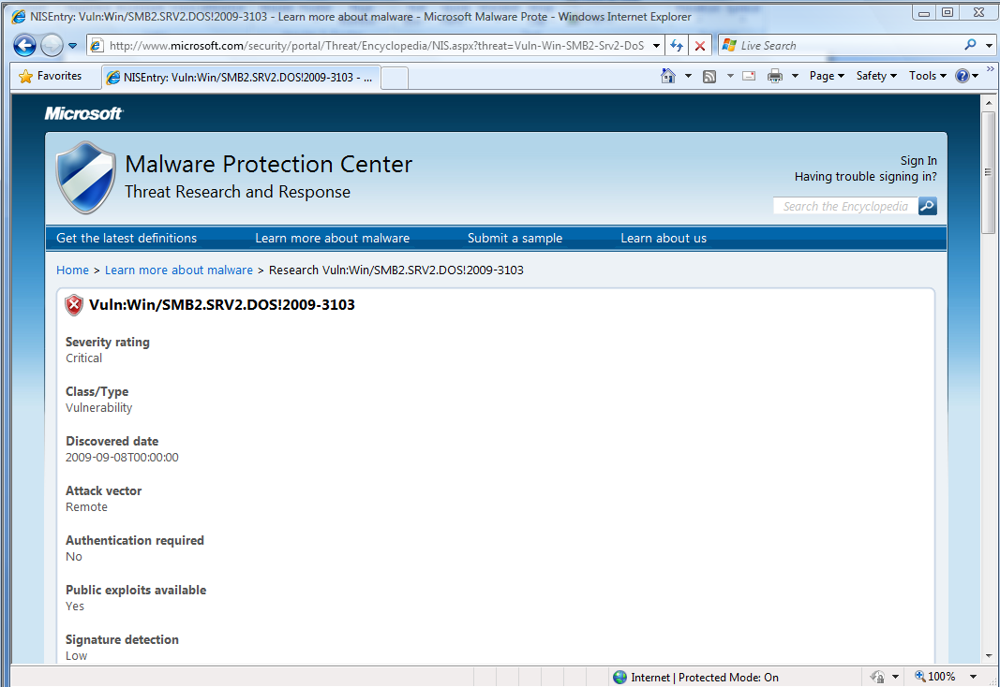 NISEntry: Vuln:Win/SMB2.SRV2.DOS!2009-3103 - Learn more about malware - Microsoft Malware Prote - Windows Internet Explorer
http://www.microsoft.com/security/portal/Threat/Encyclopedia/NIS.aspx?threat=Vuln-Win-SMB2-Srv2-DoS
Live Search
Favorites
NISEntry: Vuln:Win/SMB2.SRV2.DOS!2009-3103 - ...
Page
Safety
Tools
Microsoft
Malware Protection Center
Threat Research and Response
Sign In
Having trouble signing in?
Search the Encyclopedia
Get the latest definitions
Learn more about malware
Submit a sample
Learn about us
Home > Learn more about malware > Research Vuln:Win/SMB2.SRV2.DOS!2009-3103
Vuln:Win/SMB2.SRV2.DOS!2009-3103
Severity rating
Critical
Class/Type
Vulnerability
Discovered date
2009-09-08T00:00:00
Attack vector
Remote
Authentication required
No
Public exploits available
Yes
Signature detection
Low
Internet | Protected Mode: On
100%